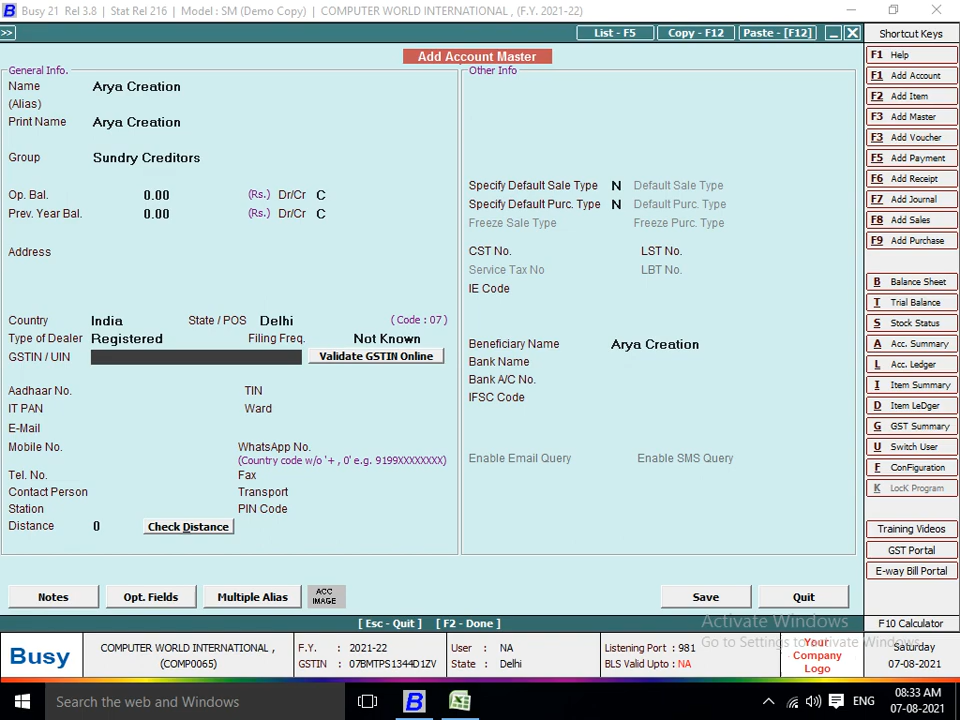 Busy 21 Rel 3.8 | Stat Rel 216 | Model : SM (Demo Copy) | COMPUTER WORLD INTERNATIONAL , (F.Y. 2021-22)
>> List - F5 Copy - F12 Paste - [F12]
Add Account Master
General Info.
Name Arya Creation
(Alias)
Print Name Arya Creation
Group Sundry Creditors
Op. Bal. 0.00 (Rs.) Dr/Cr C
Prev. Year Bal. 0.00 (Rs.) Dr/Cr C
Address
Country India State / POS Delhi ( Code : 07 )
Type of Dealer Registered Filing Freq. Not Known
GSTIN / UIN Validate GSTIN Online
Aadhaar No. TIN
IT PAN Ward
E-Mail
Mobile No. WhatsApp No.
(Country code w/o '+ , 0' e.g. 9199XXXXXXXX)
Tel. No. Fax
Contact Person Transport
Station PIN Code
Distance 0 Check Distance
Other Info
Specify Default Sale Type N Default Sale Type
Specify Default Purc. Type N Default Purc. Type
Freeze Sale Type Freeze Purc. Type
CST No. LST No.
Service Tax No LBT No.
IE Code
Beneficiary Name Arya Creation
Bank Name
Bank A/C No.
IFSC Code
Enable Email Query Enable SMS Query
Notes Opt. Fields Multiple Alias ACC IMAGE Save Quit
[ Esc - Quit ] [ F2 - Done ]
Shortcut Keys
F1 Help
F1 Add Account
F2 Add Item
F3 Add Master
F3 Add Voucher
F5 Add Payment
F6 Add Receipt
F7 Add Journal
F8 Add Sales
F9 Add Purchase
B Balance Sheet
T Trial Balance
S Stock Status
A Acc. Summary
L Acc. Ledger
I Item Summary
D Item LeDger
G GST Summary
U Switch User
F ConFiguration
K LocK Program
Training Videos
GST Portal
E-way Bill Portal
F10 Calculator
Activate Windows
Go to Settings to activate Windows.
Busy
COMPUTER WORLD INTERNATIONAL ,
(COMP0065)
F.Y. : 2021-22
GSTIN : 07BMTPS1344D1ZV
User : NA
State : Delhi
Listening Port : 981
BLS Valid Upto : NA
Your
Company
Logo
Saturday
07-08-2021
Search the web and Windows
B
ENG
08:33 AM
07-08-2021